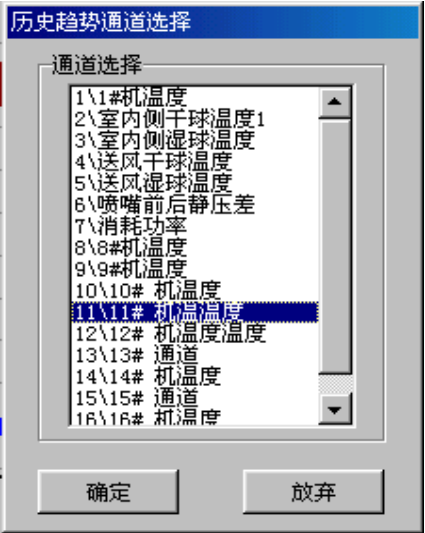 历史趋势通道选择
通道选择
1\1#机温度
2\室内侧干球温度1
3\室内侧湿球温度
4\送风干球温度
5\送风湿球温度
6\喷嘴前后静压差
7\消耗功率
8\8#机温度
9\9#机温度
10\10# 机温度
11\11# 机温温度
12\12# 机温度温度
13\13# 通道
14\14# 机温度
15\15# 通道
16\16# 机温度
确定
放弃